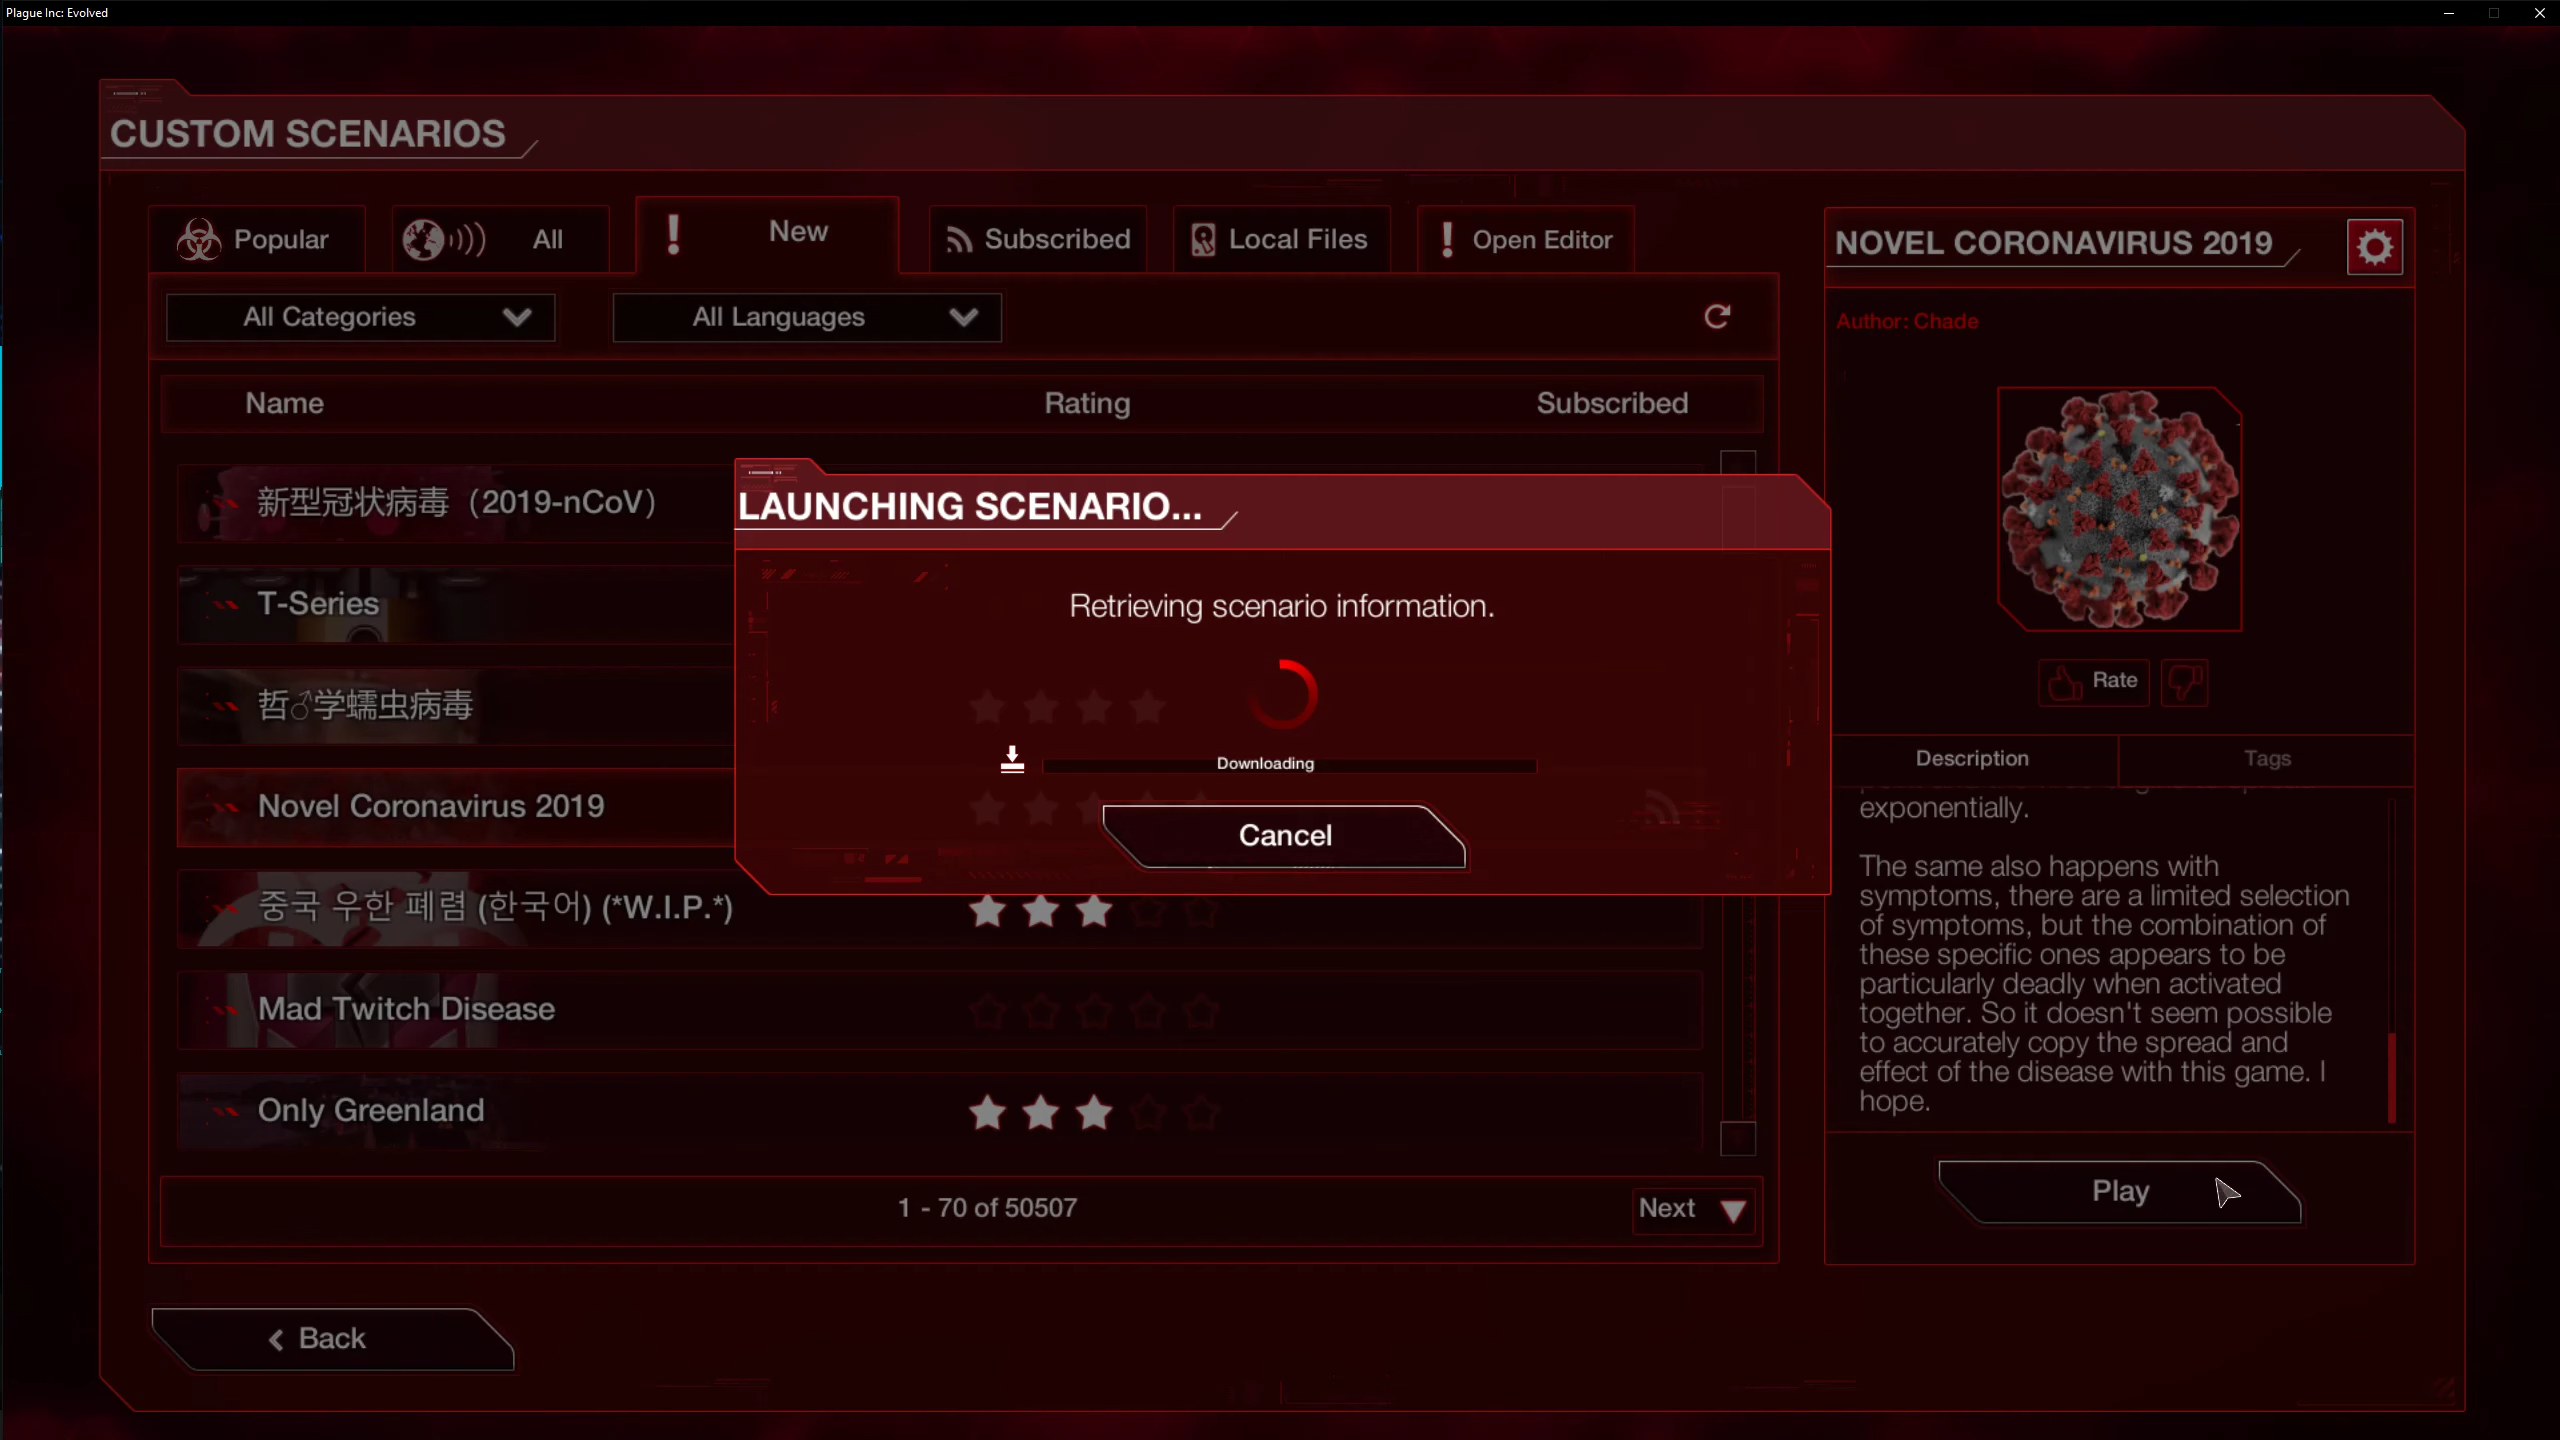 Plague Inc: Evolved
CUSTOM SCENARIOS
Popular
All
New
Subscribed
Local Files
Open Editor
All Categories
All Languages
Name
Rating
Subscribed
新型冠状病毒（2019-nCoV）
T-Series
哲♂学蠕虫病毒
Novel Coronavirus 2019
중국 우한 폐렴 (한국어) (*W.I.P.*)
Mad Twitch Disease
Only Greenland
1 - 70 of 50507
Next
Back
LAUNCHING SCENARIO...
Retrieving scenario information.
Downloading
Cancel
NOVEL CORONAVIRUS 2019
Author: Chade
Rate
Description
Tags
exponentially.
The same also happens with
symptoms, there are a limited selection
of symptoms, but the combination of
these specific ones appears to be
particularly deadly when activated
together. So it doesn't seem possible
to accurately copy the spread and
effect of the disease with this game. I
hope.
Play